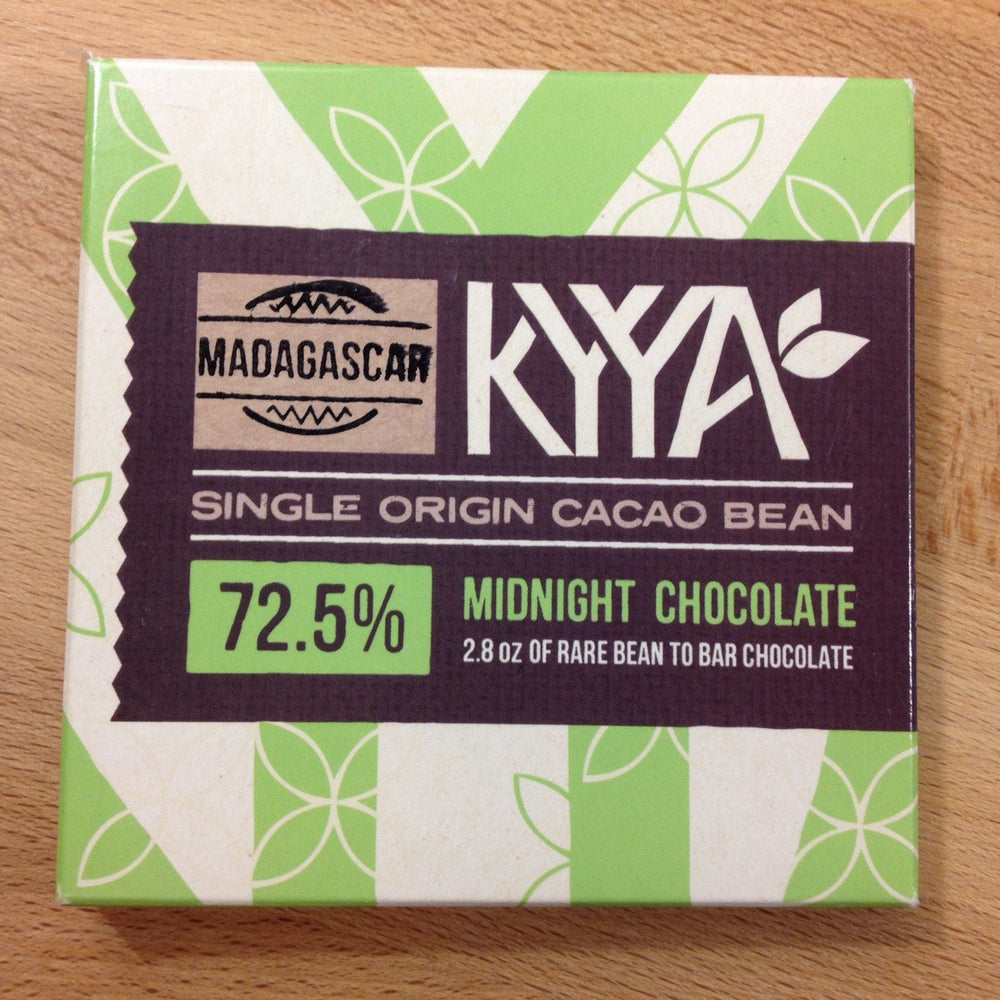 MADAGASCAR
KYYA
SINGLE ORIGIN CACAO BEAN
72.5%
MIDNIGHT CHOCOLATE
2.8 oz OF RARE BEAN TO BAR CHOCOLATE